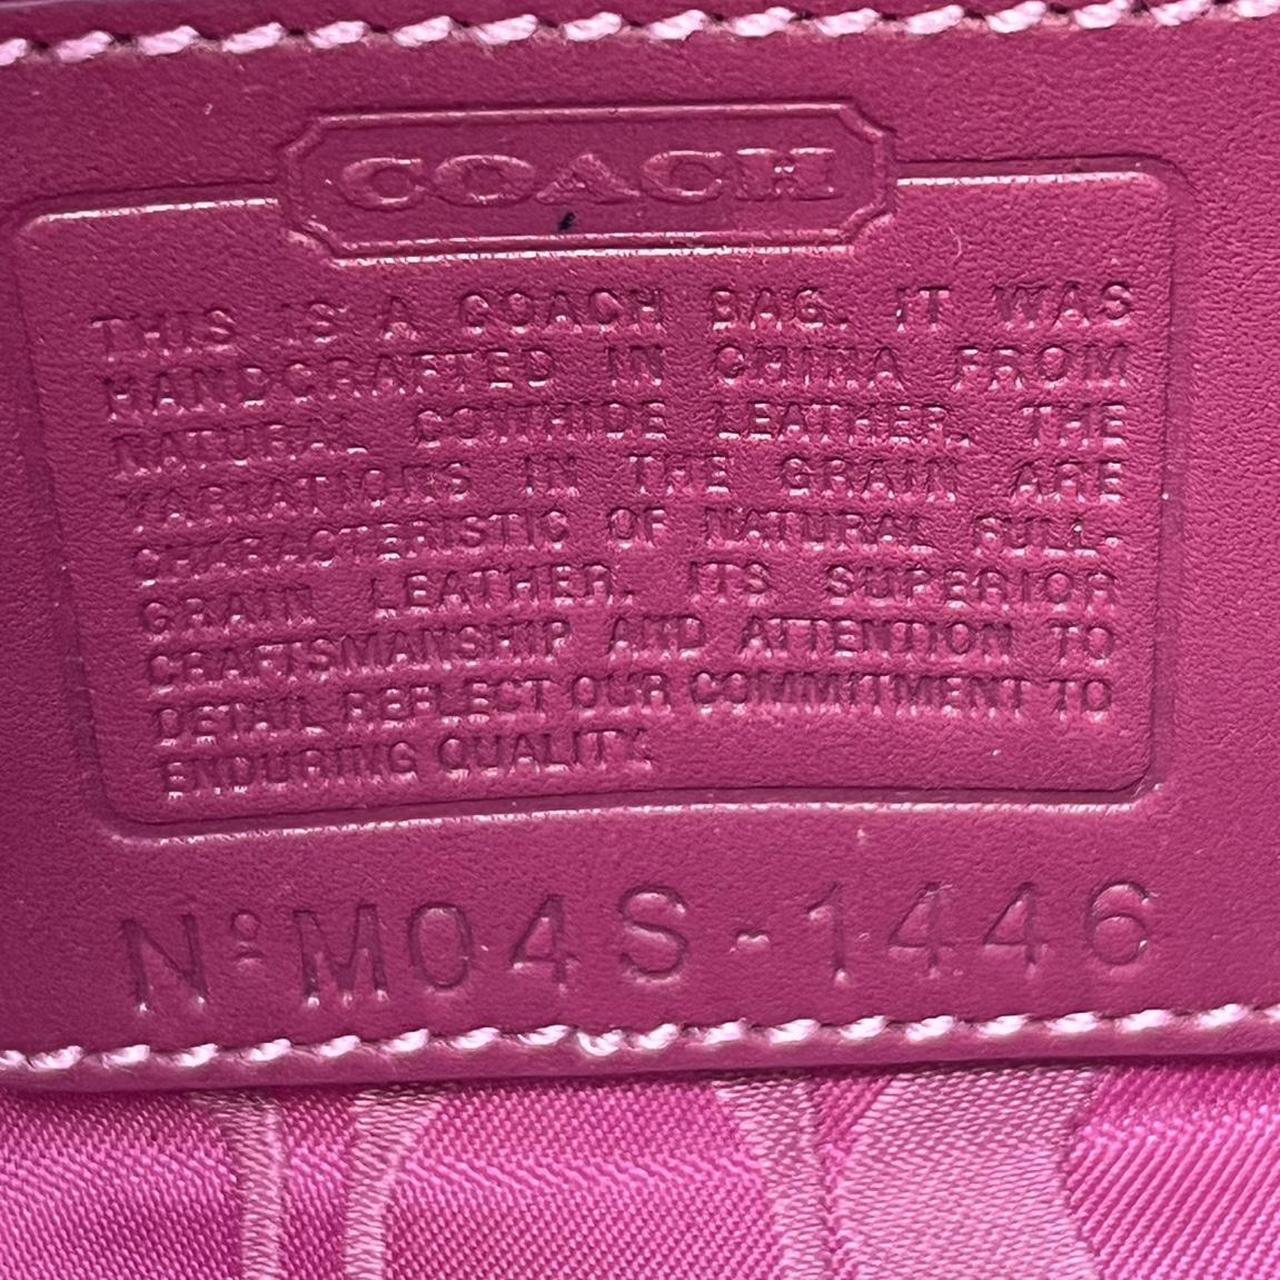 COACH
THIS IS A COACH BAG. IT WAS
HANDCRAFTED IN CHINA FROM
NATURAL COWHIDE LEATHER. THE
VARIATIONS IN THE GRAIN ARE
CHARACTERISTIC OF NATURAL FULL-
GRAIN LEATHER. ITS SUPERIOR
CRAFTSMANSHIP AND ATTENTION TO
DETAIL REFLECT OUR COMMITMENT TO
ENDURING QUALITY.
Nº M04S-1446